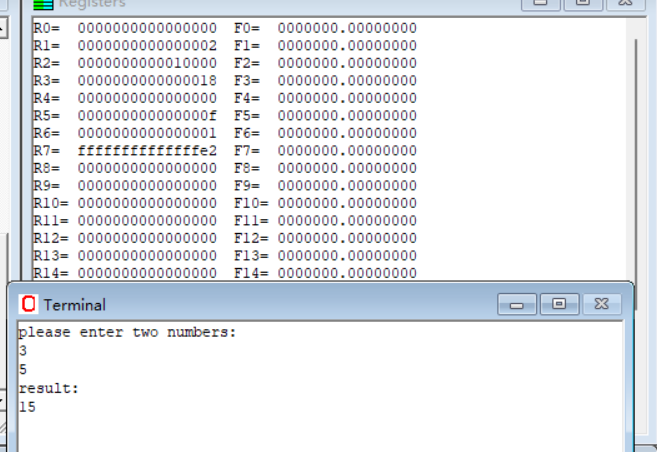 Registers
R0=  0000000000000000  F0=  0000000.00000000
R1=  0000000000000002  F1=  0000000.00000000
R2=  0000000000010000  F2=  0000000.00000000
R3=  0000000000000018  F3=  0000000.00000000
R4=  0000000000000000  F4=  0000000.00000000
R5=  000000000000000f  F5=  0000000.00000000
R6=  0000000000000001  F6=  0000000.00000000
R7=  ffffffffffffffe2  F7=  0000000.00000000
R8=  0000000000000000  F8=  0000000.00000000
R9=  0000000000000000  F9=  0000000.00000000
R10= 0000000000000000  F10= 0000000.00000000
R11= 0000000000000000  F11= 0000000.00000000
R12= 0000000000000000  F12= 0000000.00000000
R13= 0000000000000000  F13= 0000000.00000000
R14= 0000000000000000  F14= 0000000.00000000
Terminal
please enter two numbers:
3
5
result:
15